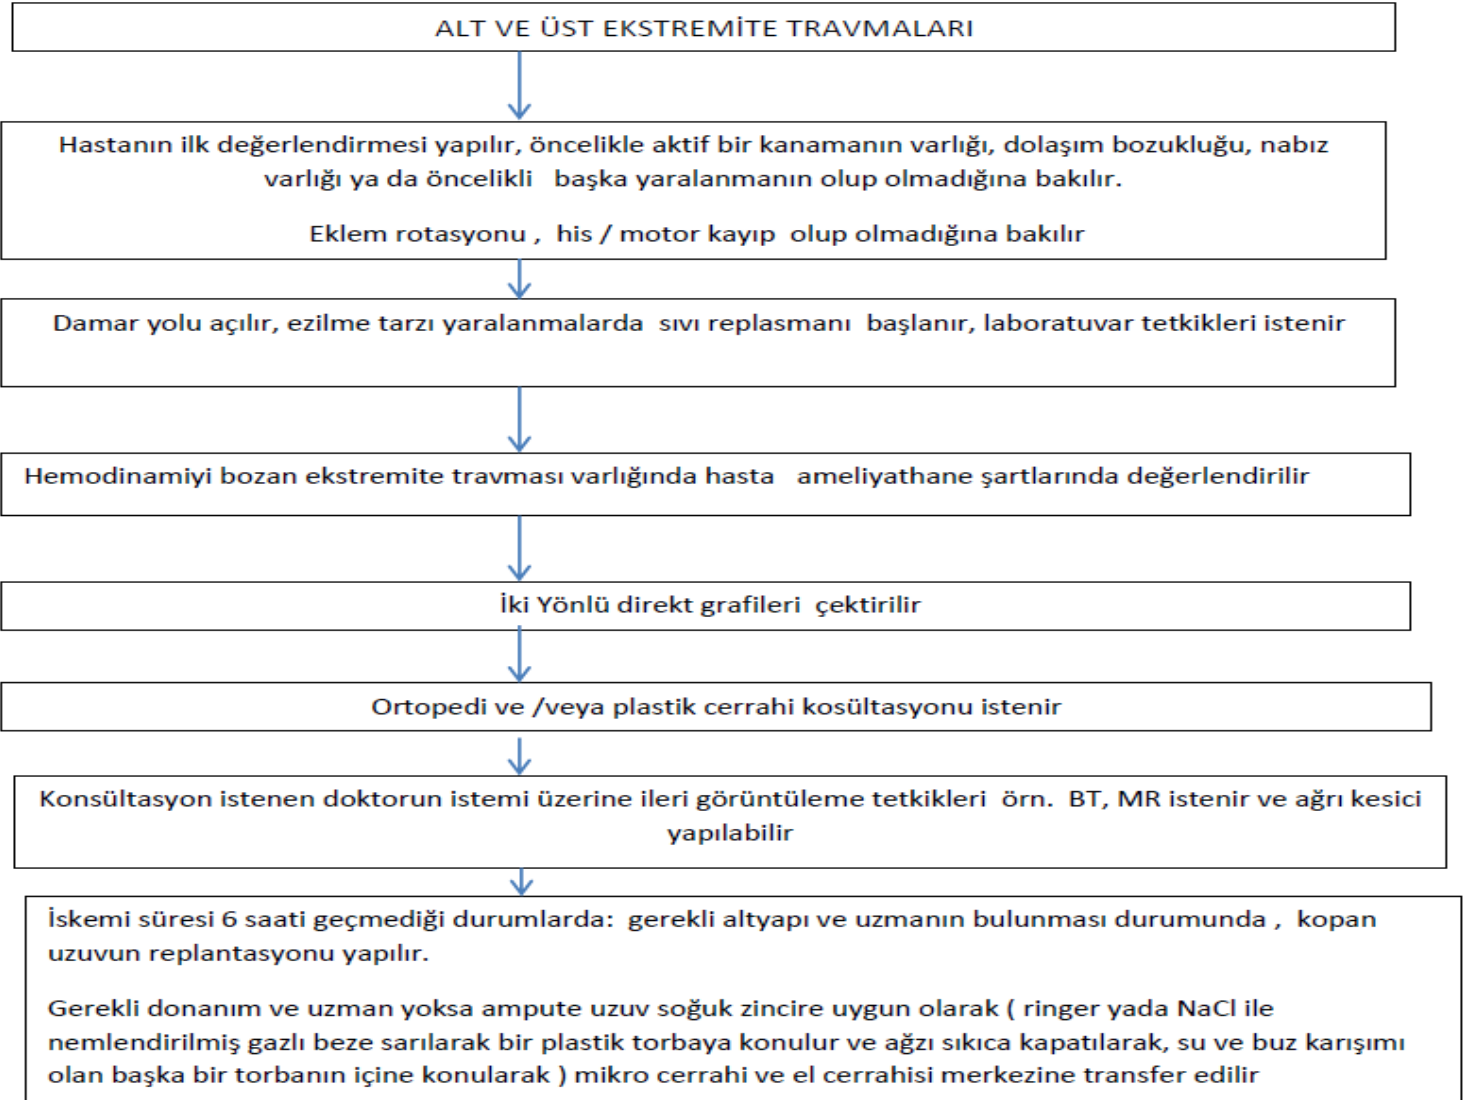 ALT VE ÜST EKSTREMİTE TRAVMALARI
Hastanın ilk değerlendirmesi yapılır, öncelikle aktif bir kanamanın varlığı, dolaşım bozukluğu, nabız
varlığı ya da öncelikli başka yaralanmanın olup olmadığına bakılır.
Eklem rotasyonu , his / motor kayıp olup olmadığına bakılır
Damar yolu açılır, ezilme tarzı yaralanmalarda sıvı replasmanı başlanır, laboratuvar tetkikleri istenir
Hemodinamiyi bozan ekstremite travması varlığında hasta ameliyathane şartlarında değerlendirilir
İki Yönlü direkt grafileri çektirilir
Ortopedi ve /veya plastik cerrahi kosültasyonu istenir
Konsültasyon istenen doktorun istemi üzerine ileri görüntüleme tetkikleri örn. BT, MR istenir ve ağrı kesici
yapılabilir
İskemi süresi 6 saati geçmediği durumlarda: gerekli altyapı ve uzmanın bulunması durumunda , kopan
uzuvun replantasyonu yapılır.
Gerekli donanım ve uzman yoksa ampute uzuv soğuk zincire uygun olarak ( ringer yada NaCl ile
nemlendirilmiş gazlı beze sarılarak bir plastik torbaya konulur ve ağzı sıkıca kapatılarak, su ve buz karışımı
olan başka bir torbanın içine konularak ) mikro cerrahi ve el cerrahisi merkezine transfer edilir